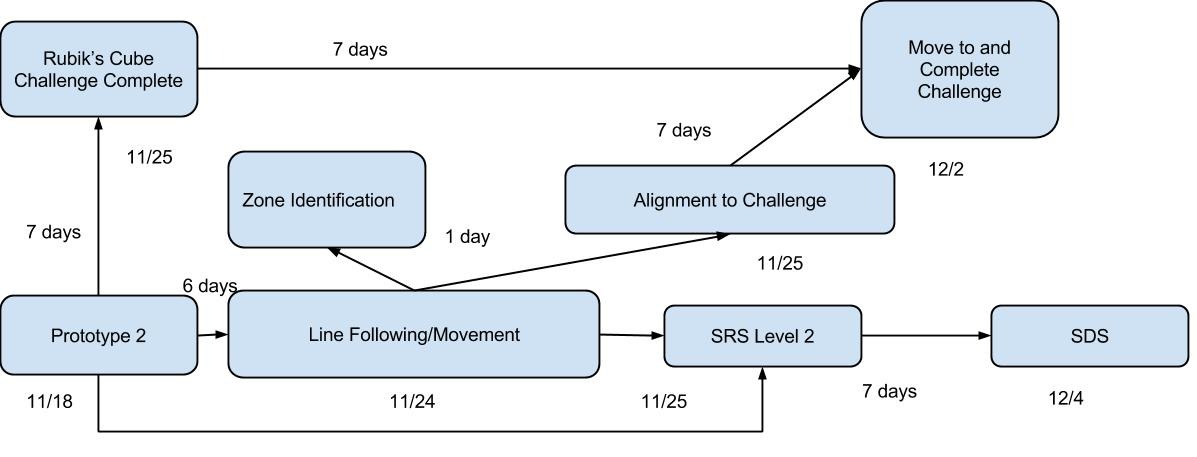 Rubik's Cube
Challenge Complete
7 days
Move to and
Complete
Challenge
11/25
7 days
12/2
Zone Identification
Alignment to Challenge
7 days
1 day
11/25
6 days
Prototype 2
Line Following/Movement
SRS Level 2
SDS
11/18
11/24
11/25
7 days
12/4